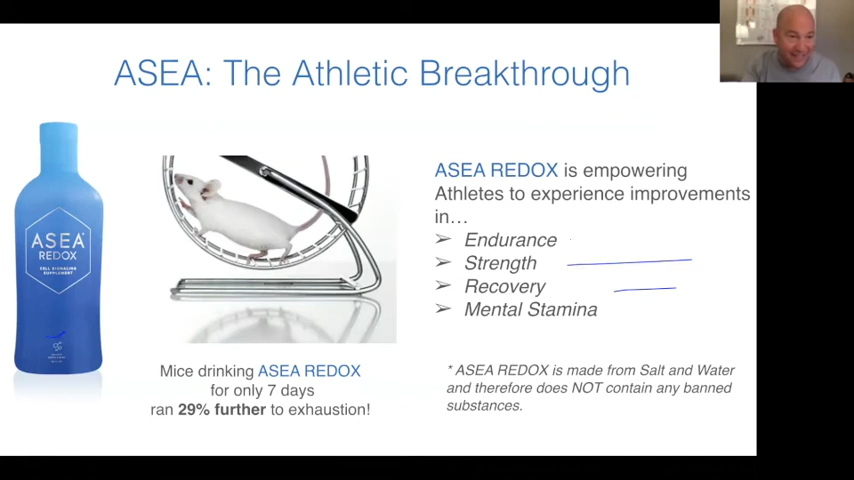 ASEA: The Athletic Breakthrough
ASEA
REDOX
CELL SIGNALING
SUPPLEMENT
Mice drinking ASEA REDOX
for only 7 days
ran 29% further to exhaustion!
ASEA REDOX is empowering
Athletes to experience improvements
in…
➢ Endurance
➢ Strength
➢ Recovery
➢ Mental Stamina
* ASEA REDOX is made from Salt and Water
and therefore does NOT contain any banned
substances.